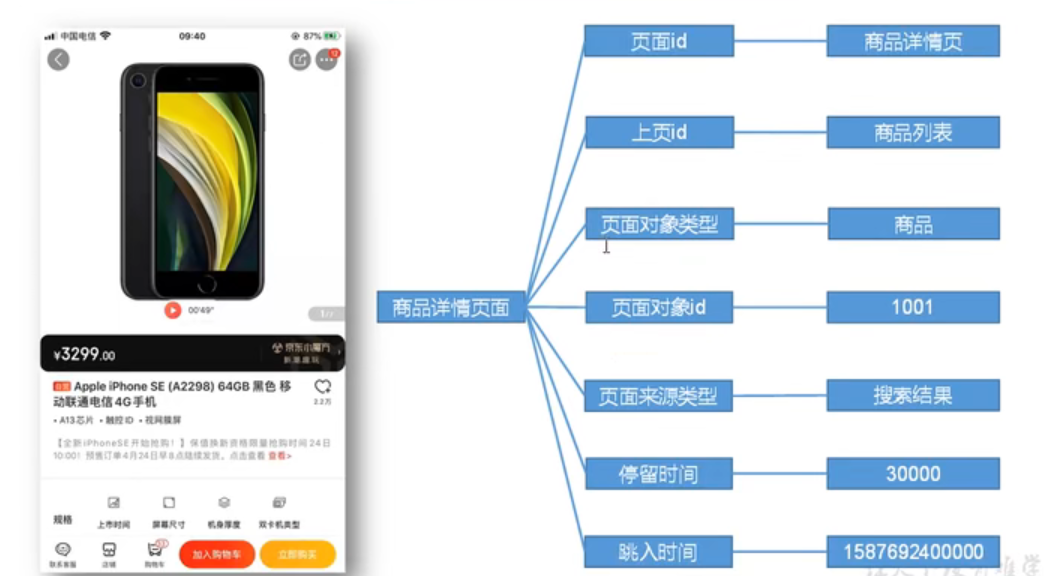 中国电信
09:40
87%
12
00'49"
1/7
¥3299.00
京东小魔方
新潮度玩
自营 Apple iPhone SE (A2298) 64GB 黑色 移
动联通电信4G手机
2.2万
•A13芯片 •触控ID •视网膜屏
【全新iPhoneSE开始抢购！】保值换新资格限量抢购时间24日
10:00！预售订单4月24日早8点陆续发货。点击查看 查看>
规格
上市时间
屏幕尺寸
机身厚度
双卡机类型
联系客服
店铺
购物车
加入购物车
立即购买
商品详情页面
页面id
商品详情页
上页id
商品列表
页面对象类型
商品
页面对象id
1001
页面来源类型
搜索结果
停留时间
30000
眺入时间
1587692400000